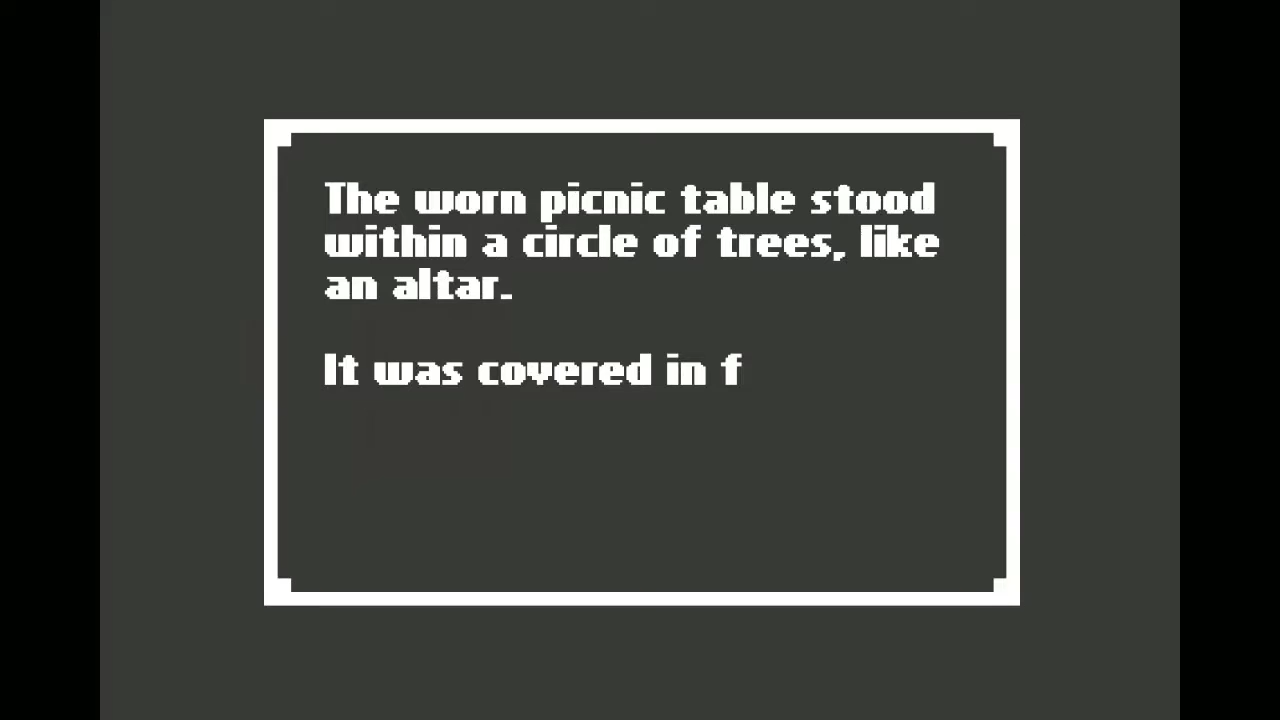 The worn picnic table stood
within a circle of trees, like
an altar.
It was covered in f